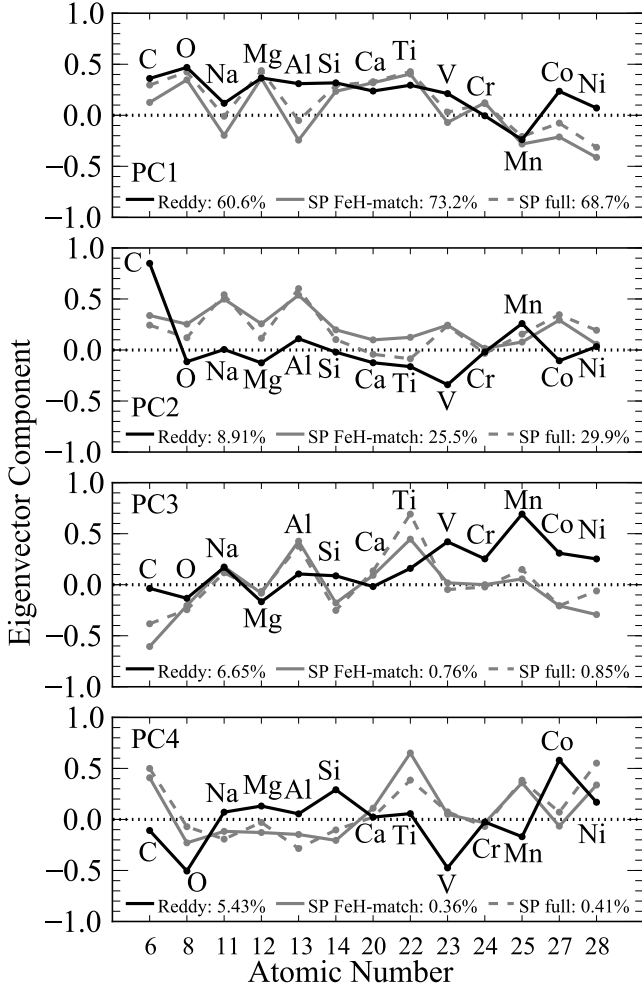 1.0
0.5
0.0
−0.5
−1.0
C
O
Na
Mg
Al
Si
Ca
Ti
V
Cr
Mn
Co
Ni
PC1
Reddy: 60.6% SP FeH-match: 73.2% SP full: 68.7%
1.0
0.5
0.0
−0.5
−1.0
C
O
Na
Mg
Al
Si
Ca
Ti
V
Cr
Mn
Co
Ni
PC2
Reddy: 8.91% SP FeH-match: 25.5% SP full: 29.9%
1.0
0.5
0.0
−0.5
−1.0
PC3
C
O
Na
Mg
Al
Si
Ca
Ti
V
Cr
Mn
Co
Ni
Reddy: 6.65% SP FeH-match: 0.76% SP full: 0.85%
1.0
0.5
0.0
−0.5
−1.0
PC4
C
O
Na
Mg
Al
Si
Ca
Ti
V
Cr
Mn
Co
Ni
Reddy: 5.43% SP FeH-match: 0.36% SP full: 0.41%
6 8 11 12 13 14 20 22 23 24 25 27 28
Atomic Number
Eigenvector Component